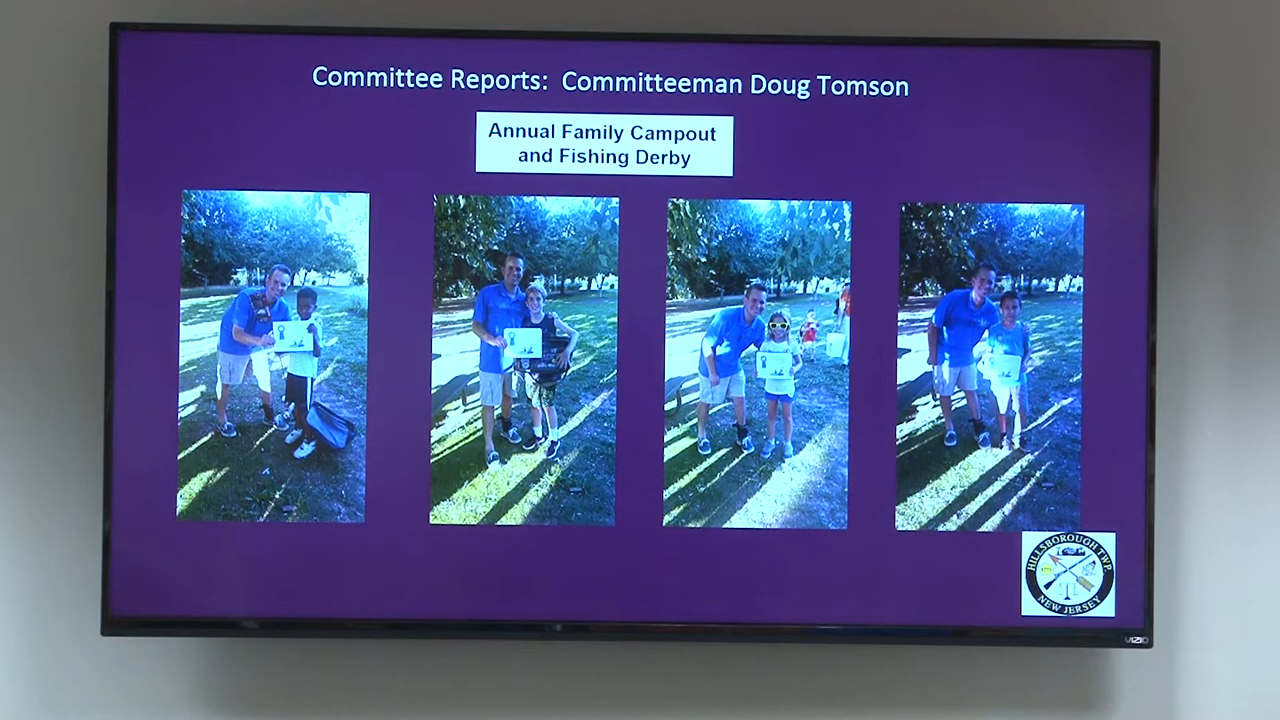 Committee Reports:  Committeeman Doug Tomson
Annual Family Campout
and Fishing Derby
HILLSBOROUGH TWP.
NEW JERSEY
VIZIO